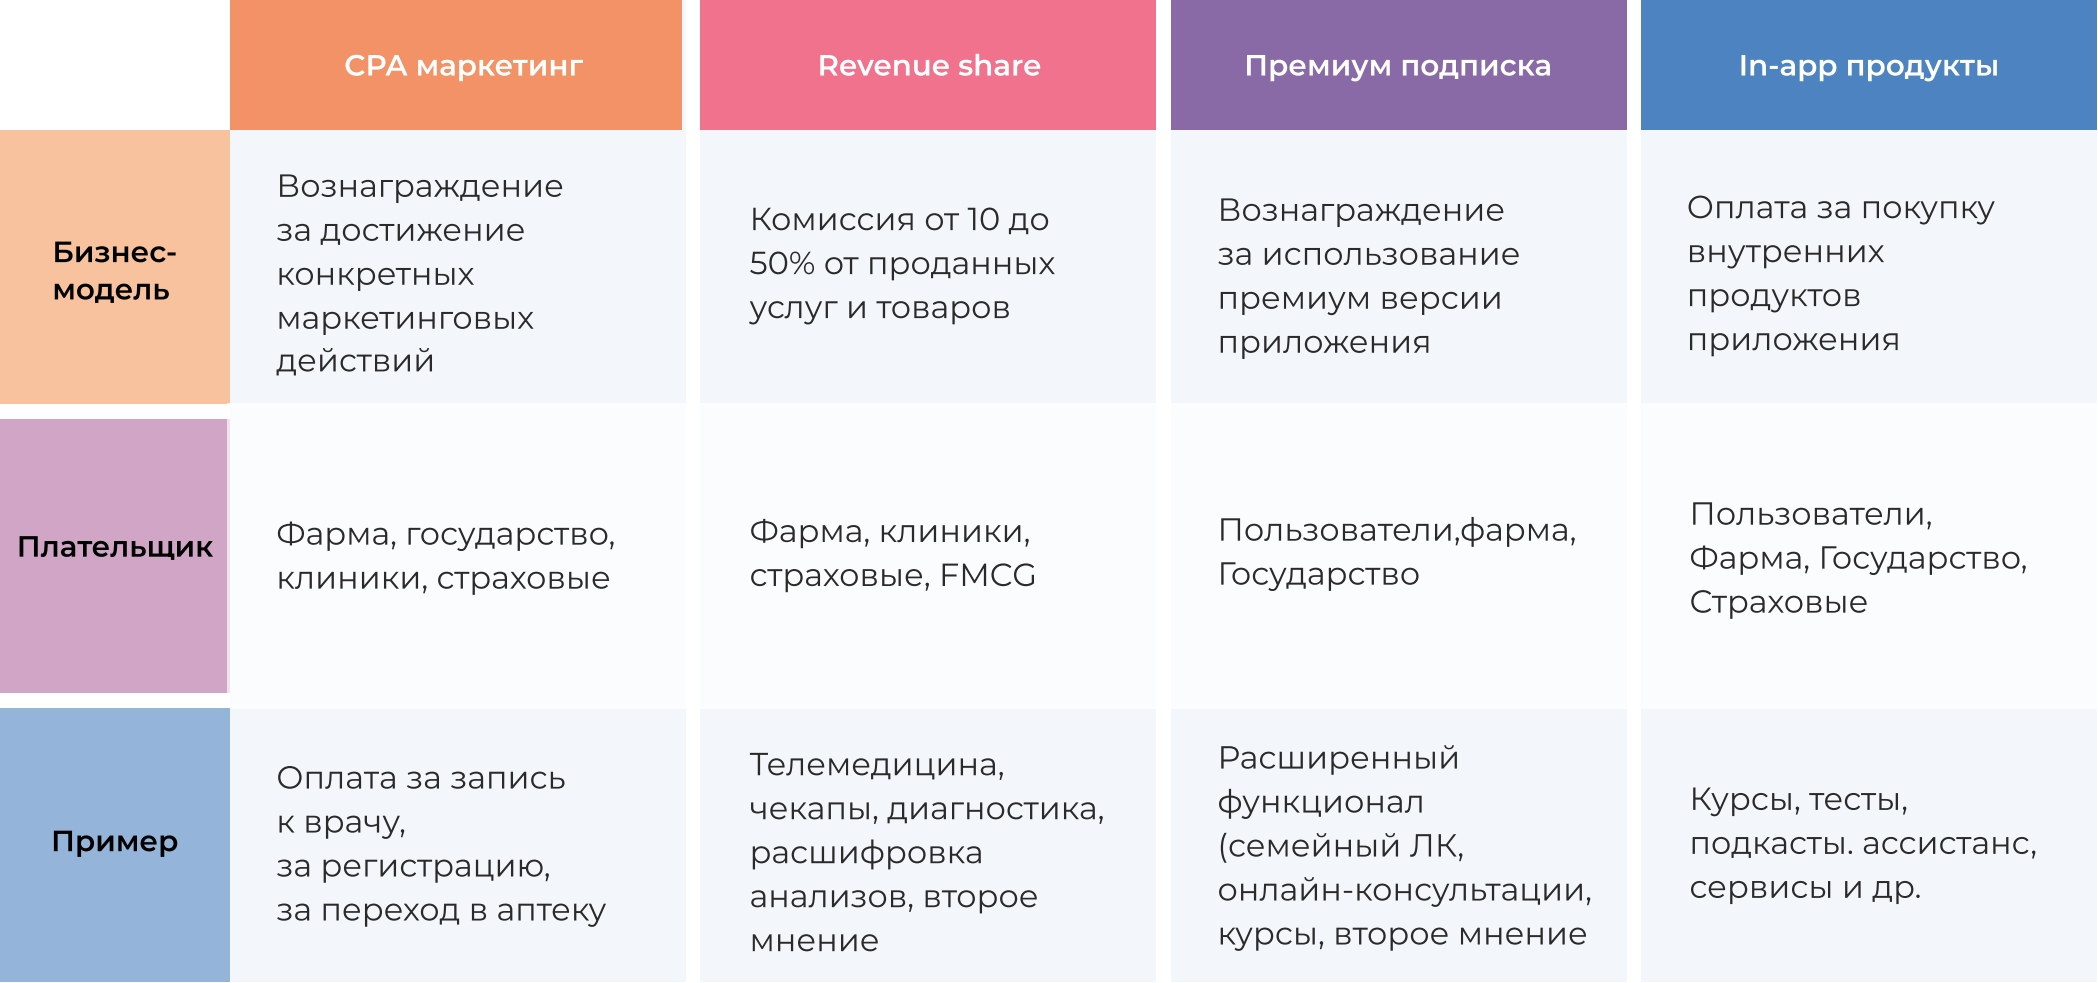 CPA маркетинг
Revenue share
Премиум подписка
In-app продукты
Бизнес-
модель
Вознаграждение
за достижение
конкретных
маркетинговых
действий
Комиссия от 10 до
50% от проданных
услуг и товаров
Вознаграждение
за использование
премиум версии
приложения
Оплата за покупку
внутренних
продуктов
приложения
Плательщик
Фарма, государство,
клиники, страховые
Фарма, клиники,
страховые, FMCG
Пользователи,фарма,
Государство
Пользователи,
Фарма, Государство,
Страховые
Пример
Оплата за запись
к врачу,
за регистрацию,
за переход в аптеку
Телемедицина,
чекапы, диагностика,
расшифровка
анализов, второе
мнение
Расширенный
функционал
(семейный ЛК,
онлайн-консультации,
курсы, второе мнение
Курсы, тесты,
подкасты. ассистанс,
сервисы и др.